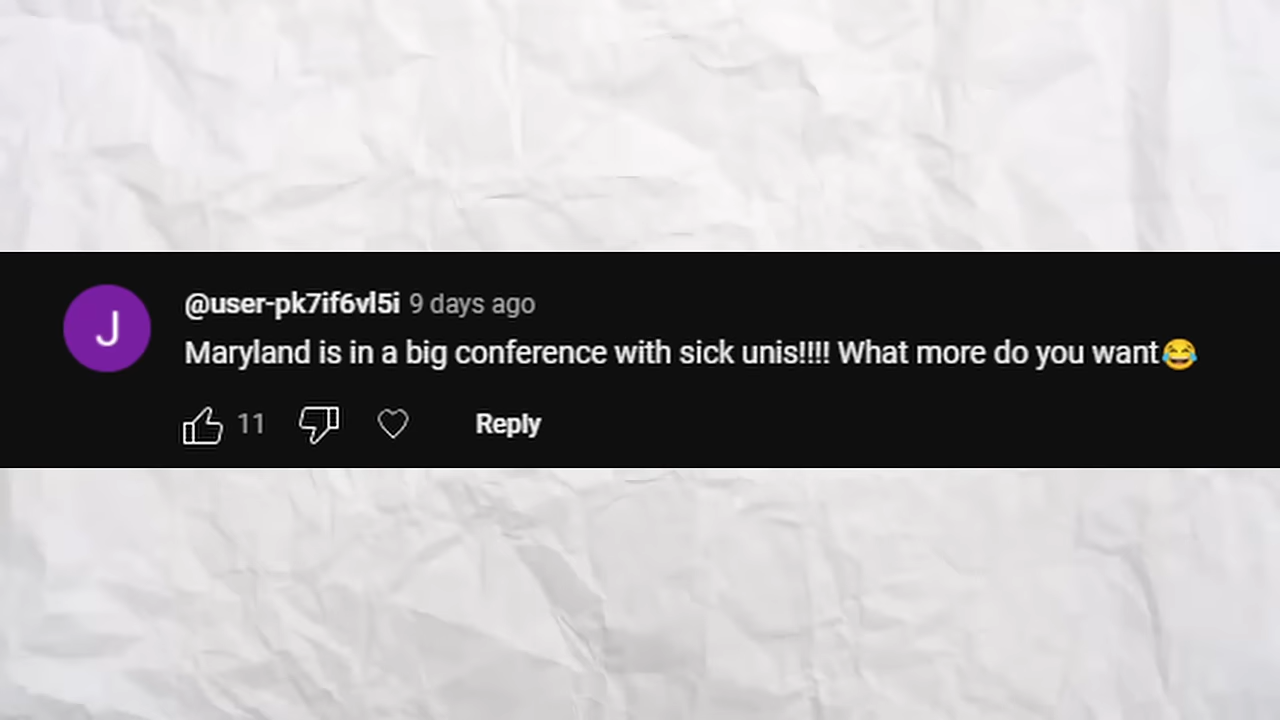 J
@user-pk7if6vl5i 9 days ago
Maryland is in a big conference with sick unis!!!! What more do you want😂
11 Reply